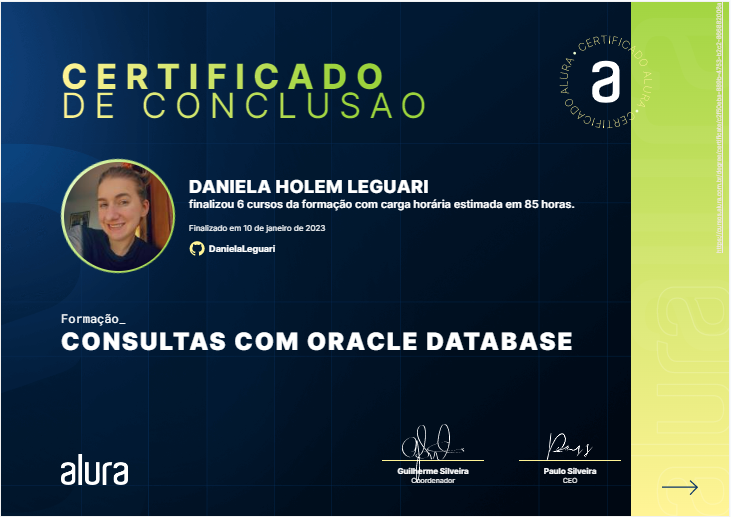 CERTIFICADO
DE CONCLUSAO
CERTIFICADO ALURA • CERTIFICADO ALURA •
a
DANIELA HOLEM LEGUARI
finalizou 6 cursos da formação com carga horária estimada em 85 horas.
Finalizado em 10 de janeiro de 2023
DanielaLeguari
Formação_
CONSULTAS COM ORACLE DATABASE
alura
Guilherme Silveira
Coordenador
Paulo Silveira
CEO
alura